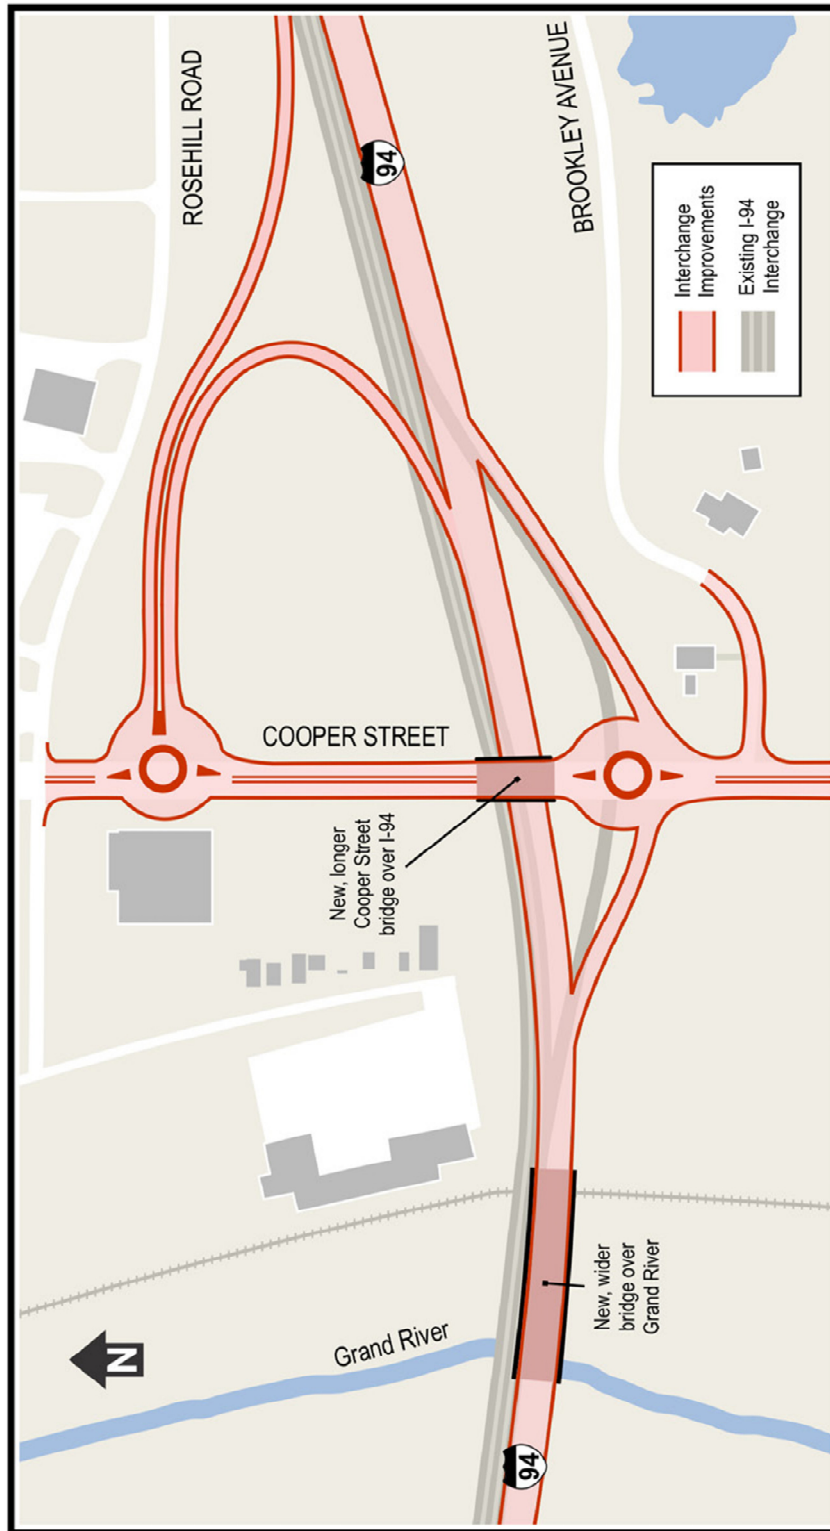 ROSEHILL ROAD
94
BROOKLEY AVENUE
Interchange
Improvements
Existing I-94
Interchange
COOPER STREET
New, longer
Cooper Street
bridge over I-94
New, wider
bridge over
Grand River
Grand River
N
94